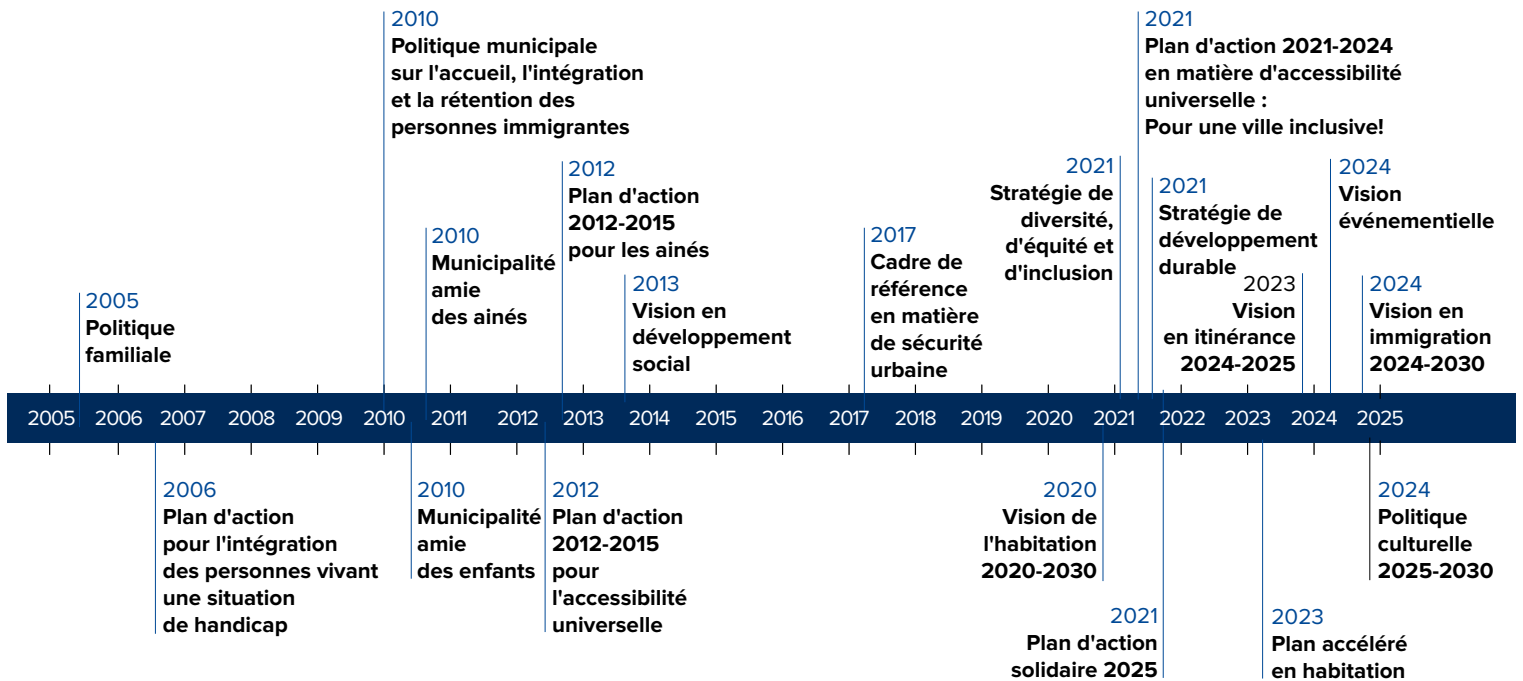 2010
Politique municipale
sur l'accueil, l'intégration
et la rétention des
personnes immigrantes
2021
Plan d'action 2021-2024
en matière d'accessibilité
universelle :
Pour une ville inclusive!
2012
Plan d'action
2012-2015
pour les ainés
2021
Stratégie de
diversité,
d'équité et
d'inclusion
2021
Stratégie de
développement
durable
2024
Vision
événementielle
2010
Municipalité
amie
des ainés
2017
Cadre de
référence
en matière
de sécurité
urbaine
2005
Politique
familiale
2013
Vision en
développement
social
2023
Vision
en itinérance
2024-2025
2024
Vision en
immigration
2024-2030
2005 2006 2007 2008 2009 2010 2011 2012 2013 2014 2015 2016 2017 2018 2019 2020 2021 2022 2023 2024 2025
2006
Plan d'action
pour l'intégration
des personnes vivant
une situation
de handicap
2010
Municipalité
amie
des enfants
2012
Plan d'action
2012-2015
pour
l'accessibilité
universelle
2020
Vision de
l'habitation
2020-2030
2024
Politique
culturelle
2025-2030
2021
Plan d'action
solidaire 2025
2023
Plan accéléré
en habitation